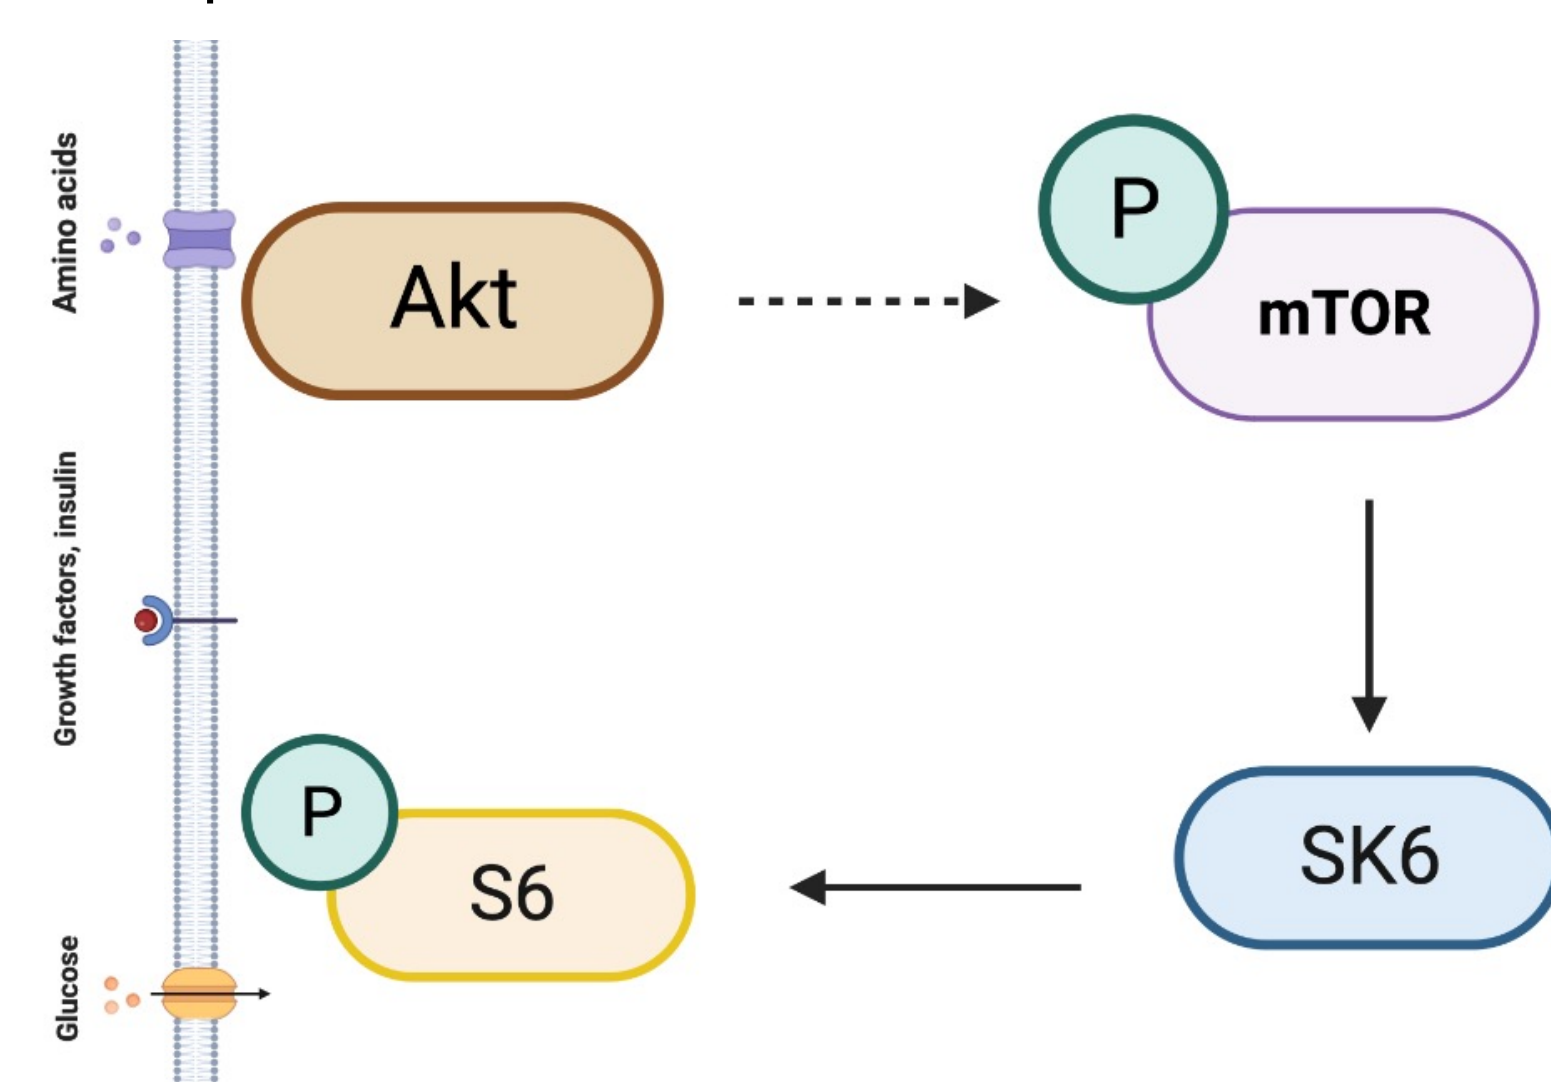 Amino acids
Akt
P
mTOR
Growth factors, insulin
P
S6
SK6
Glucose